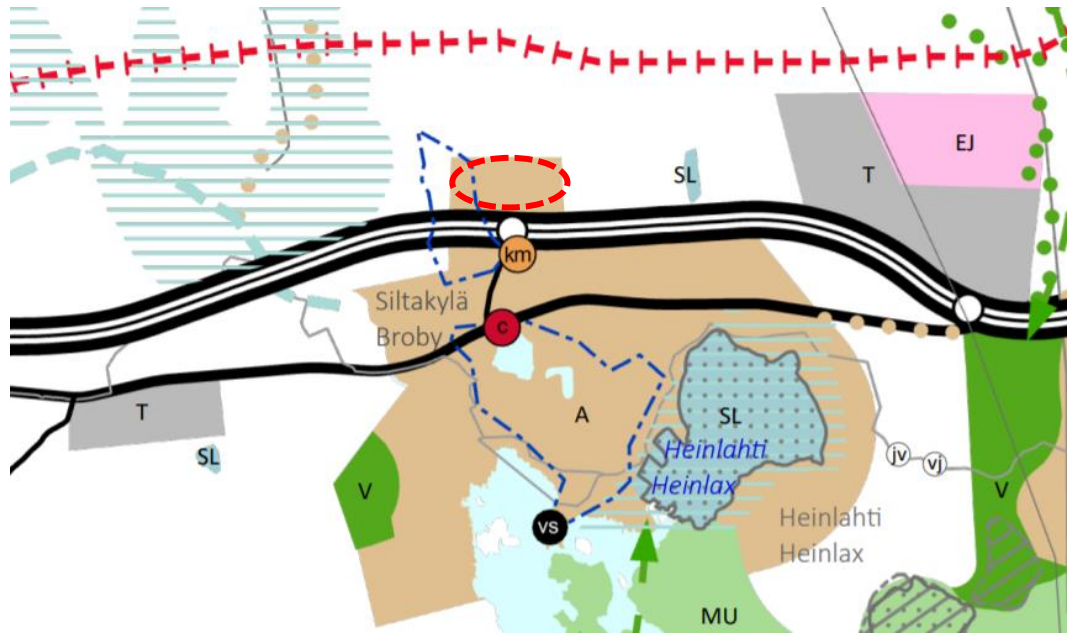 EJ
T
SL
km
Siltakylä
Broby
c
T
A
SL
SL
Heinlahti
Heinlax
jv
vj
V
V
vs
Heinlahti
Heinlax
MU